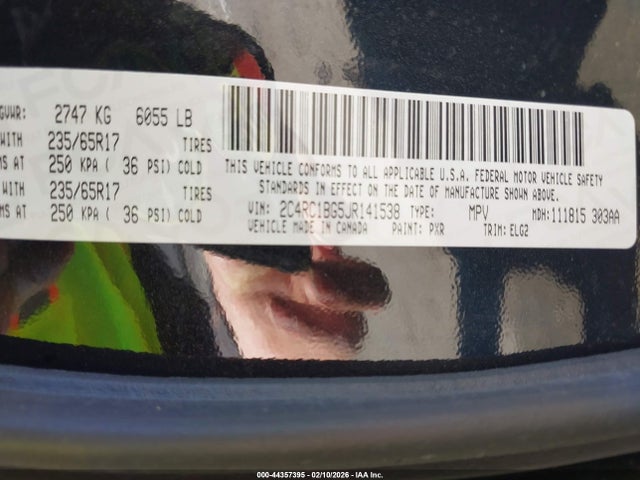 GVWR: 2747 KG 6055 LB
WITH 235/65R17 TIRES
MS AT 250 KPA ( 36 PSI) COLD
WITH 235/65R17 TIRES
MS AT 250 KPA ( 36 PSI) COLD
THIS VEHICLE CONFORMS TO ALL APPLICABLE U.S.A. FEDERAL MOTOR VEHICLE SAFETY
STANDARDS IN EFFECT ON THE DATE OF MANUFACTURE SHOWN ABOVE.
VIN: 2C4RC1BG5JR141538 TYPE: MPV MDH:111815 303AA
VEHICLE MADE IN CANADA PAINT: PXR TRIM: ELG2
000-44357395 - 02/10/2026 - IAA Inc.